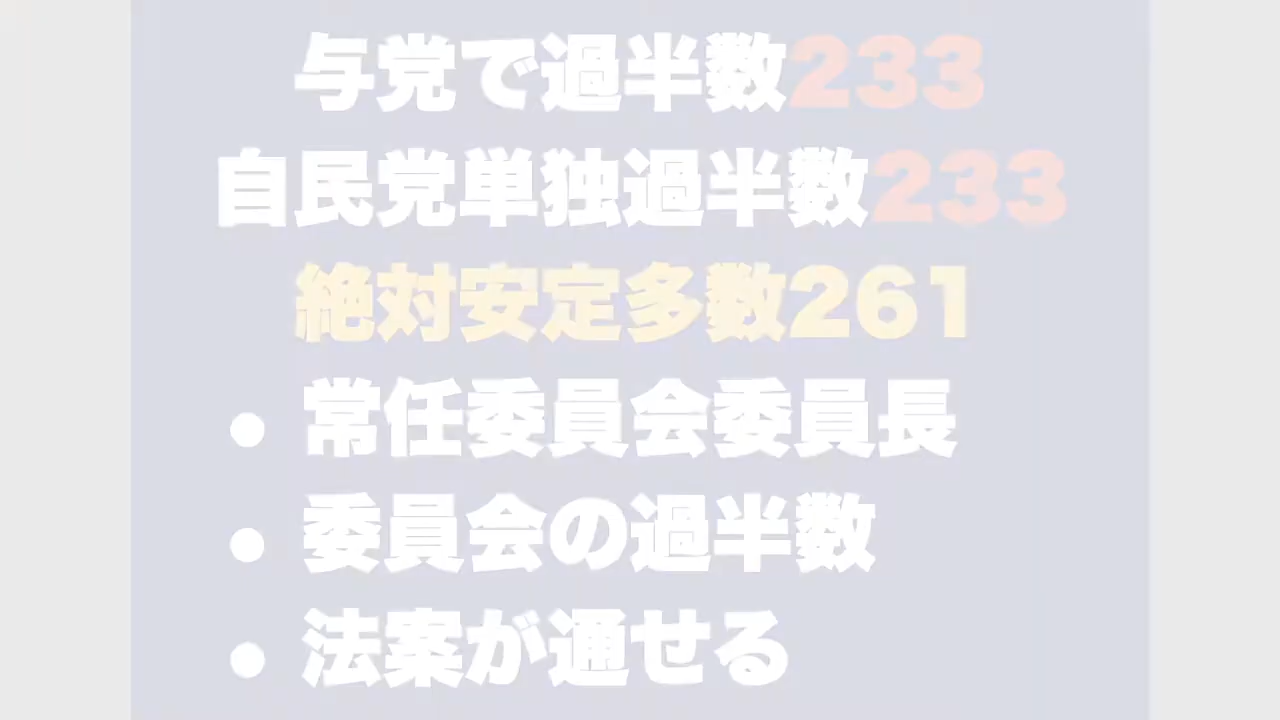 与党で過半数233
自民党単独過半数233
絶対安定多数261
• 常任委員会委員長
• 委員会の過半数
• 法案が通せる